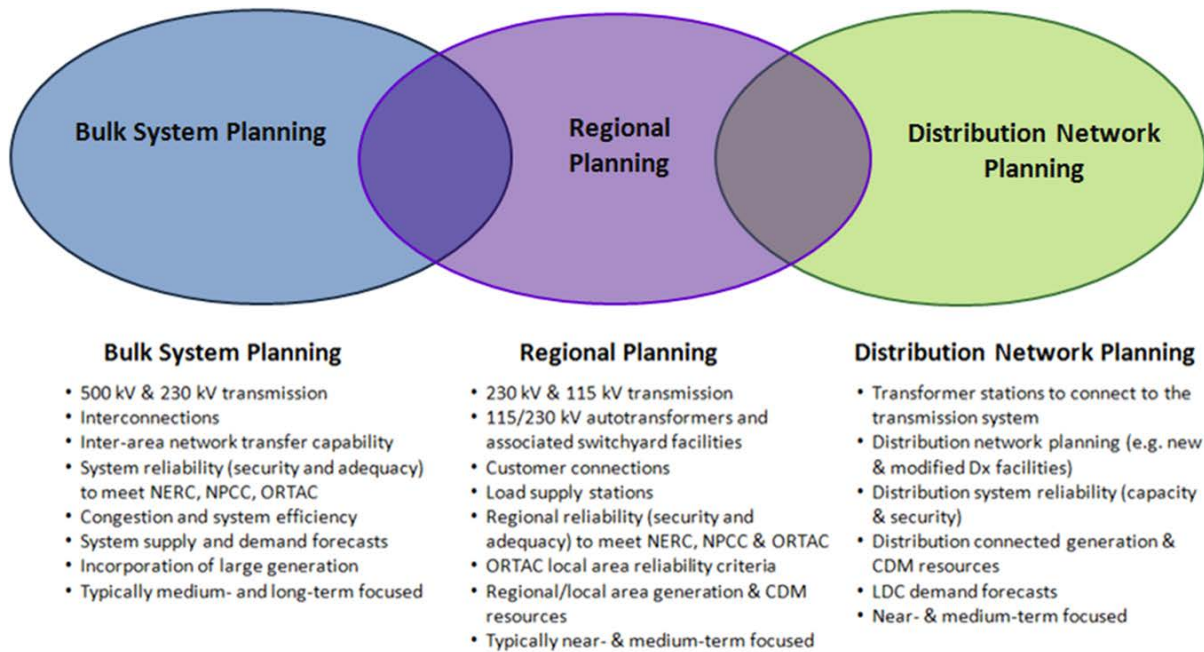 Bulk System Planning
Regional
Planning
Distribution Network
Planning
Bulk System Planning
• 500 kV & 230 kV transmission
• Interconnections
• Inter-area network transfer capability
• System reliability (security and adequacy)
to meet NERC, NPCC, ORTAC
• Congestion and system efficiency
• System supply and demand forecasts
• Incorporation of large generation
• Typically medium- and long-term focused
Regional Planning
• 230 kV & 115 kV transmission
• 115/230 kV autotransformers and
associated switchyard facilities
• Customer connections
• Load supply stations
• Regional reliability (security and
adequacy) to meet NERC, NPCC & ORTAC
• ORTAC local area reliability criteria
• Regional/local area generation & CDM
resources
• Typically near- & medium-term focused
Distribution Network Planning
• Transformer stations to connect to the
transmission system
• Distribution network planning (e.g. new
& modified Dx facilities)
• Distribution system reliability (capacity
& security)
• Distribution connected generation &
CDM resources
• LDC demand forecasts
• Near- & medium-term focused